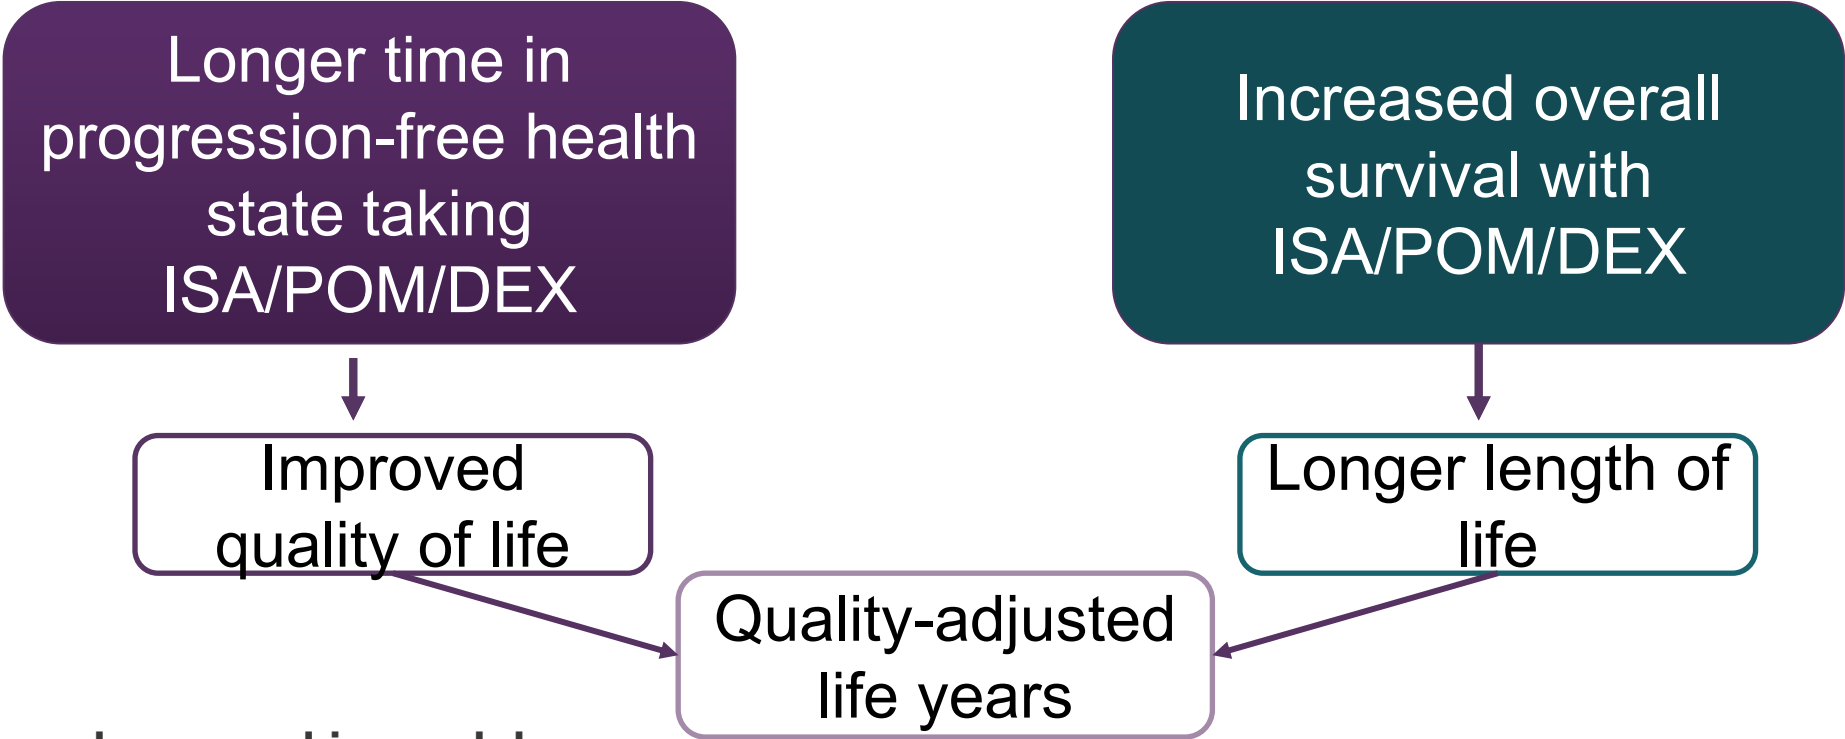 Longer time in
progression-free health
state taking
ISA/POM/DEX
Increased overall
survival with
ISA/POM/DEX
Improved
quality of life
Longer length of
life
Quality-adjusted
life years